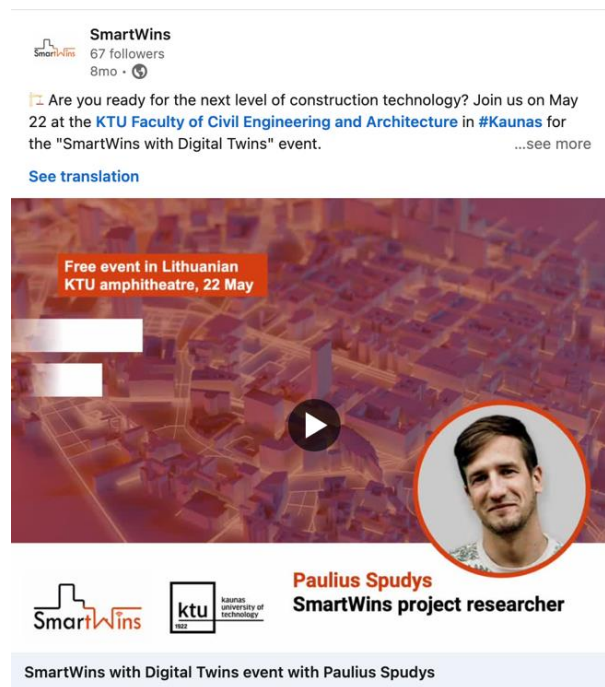 SmartWins
SmartWins
67 followers
8mo •
Are you ready for the next level of construction technology? Join us on May
22 at the KTU Faculty of Civil Engineering and Architecture in #Kaunas for
the "SmartWins with Digital Twins" event. ...see more
See translation
Free event in Lithuanian
KTU amphitheatre, 22 May
Paulius Spudys
SmartWins project researcher
SmartWins
ktu
1922
kaunas
university of
technology
SmartWins with Digital Twins event with Paulius Spudys